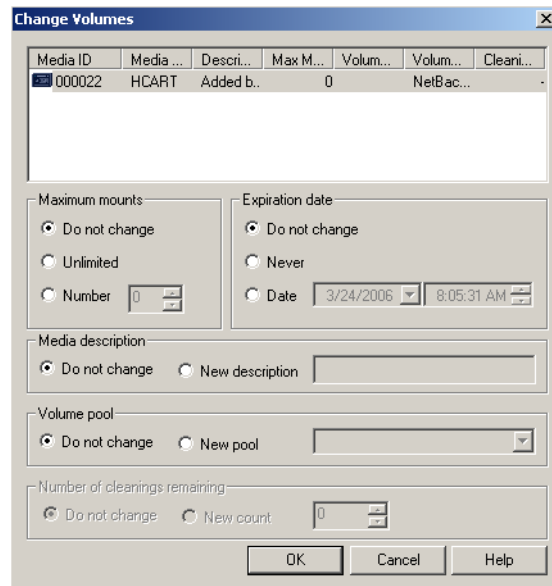 Change Volumes
Media ID Media ... Descri... Max M... Volum... Volum... Cleani...
000022 HCART Added b.. 0 NetBac... -
Maximum mounts Expiration date
Do not change Do not change
Unlimited Never
Number 0 Date 3/24/2006 8:05:31 AM
Media description
Do not change New description
Volume pool
Do not change New pool
Number of cleanings remaining
Do not change New count 0
OK Cancel Help